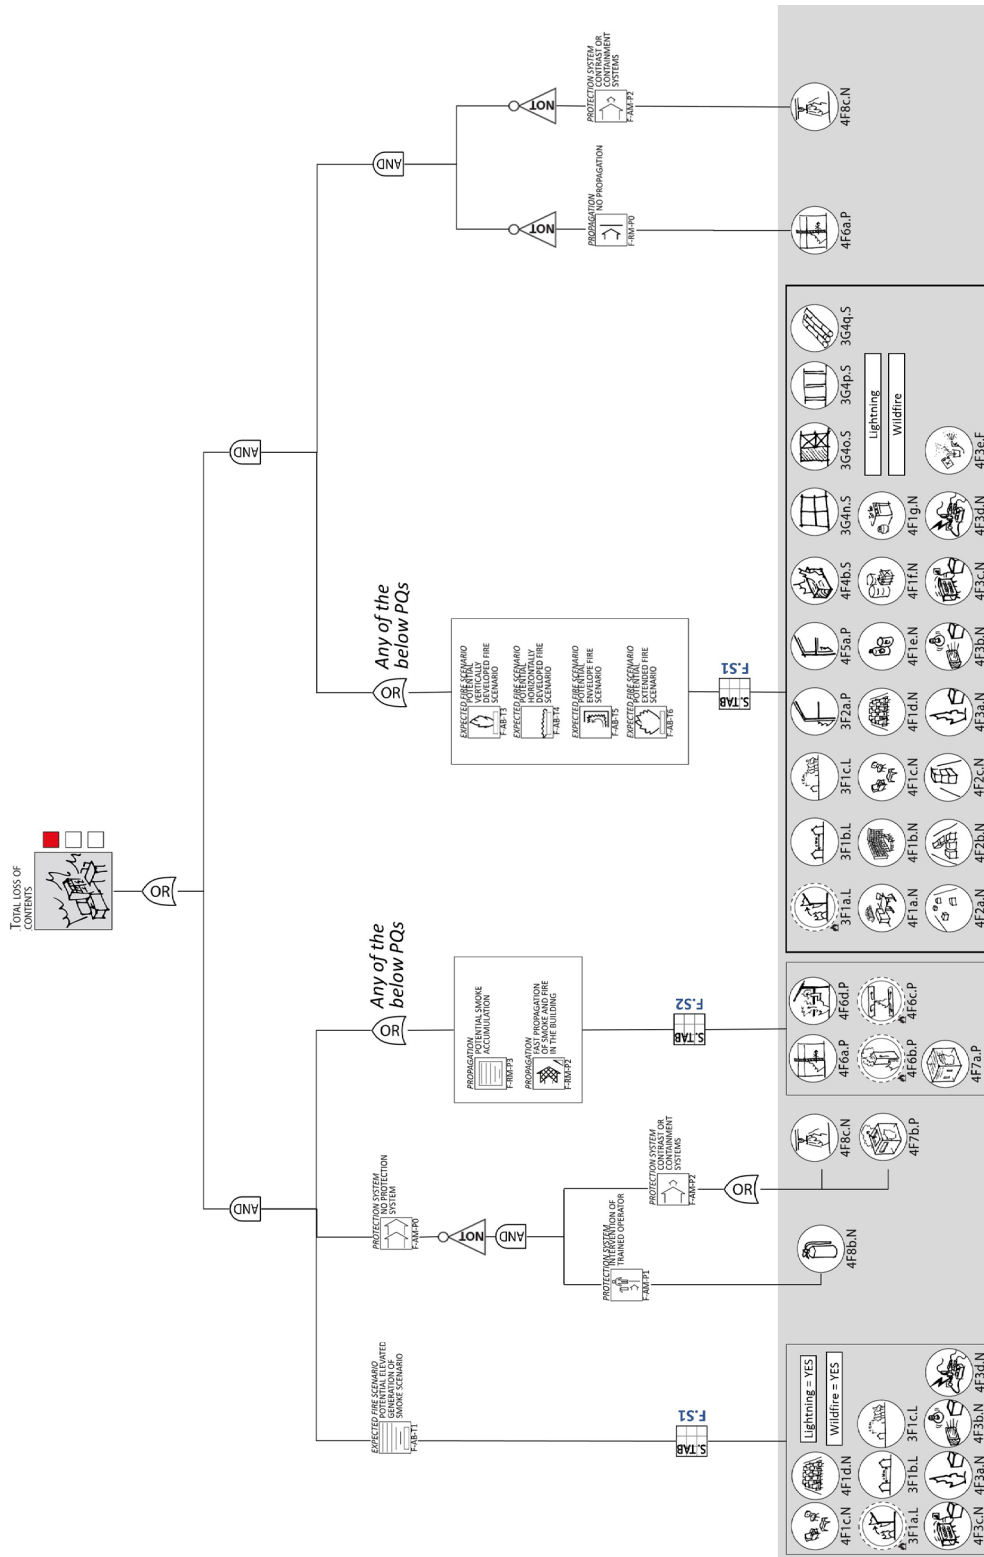 TOTAL LOSS OF
CONTENTS
OR
AND
AND
EXPECTED FIRE SCENARIO
POTENTIAL ELEVATED
GENERATION OF
SMOKE SCENARIO
F-AB-T1
S.TAB
F.S1
PROTECTION SYSTEM
NO PROTECTION
SYSTEM
F-AM-P0
NOT
AND
PROTECTION SYSTEM
INTERVENTION OF
TRAINED OPERATOR
F-AM-P1
PROTECTION SYSTEM
CONTRAST OR
CONTAINMENT
SYSTEMS
F-AM-P2
OR
Any of the
below PQs
OR
PROPAGATION
POTENTIAL SMOKE
ACCUMULATION
F-RM-P3
PROPAGATION
FAST PROPAGATION
OF SMOKE AND FIRE
IN THE BUILDING
F-RM-P2
S.TAB
F.S2
Any of the
below PQs
OR
EXPECTED FIRE SCENARIO
POTENTIAL
VERTICALLY
DEVELOPED FIRE
SCENARIO
F-AB-T3
EXPECTED FIRE SCENARIO
POTENTIAL
HORIZONTALLY
DEVELOPED FIRE
SCENARIO
F-AB-T4
EXPECTED FIRE SCENARIO
POTENTIAL
ENVELOPE FIRE
SCENARIO
F-AB-T5
EXPECTED FIRE SCENARIO
POTENTIAL
EXTENDED FIRE
SCENARIO
F-AB-T6
S.TAB
F.S1
AND
NOT
PROPAGATION
NO PROPAGATION
F-RM-P0
NOT
PROTECTION SYSTEM
CONTRAST OR
CONTAINMENT
SYSTEMS
F-AM-P2
4F1c.N
4F1d.N
Lightning = YES
Wildfire = YES
3F1a.L
3F1b.L
3F1c.L
4F3c.N
4F3a.N
4F3b.N
4F3d.N
4F8b.N
4F8c.N
4F7b.P
4F6a.P
4F6d.P
4F6b.P
4F6c.P
4F7a.P
3F1a.L
3F1b.L
3F1c.L
3F2a.P
4F5a.P
4F4b.S
3G4n.S
3G4o.S
3G4p.S
3G4q.S
4F1a.N
4F1b.N
4F1c.N
4F1d.N
4F1e.N
4F1f.N
4F1g.N
Lightning
Wildfire
4F2a.N
4F2b.N
4F2c.N
4F3a.N
4F3b.N
4F3c.N
4F3d.N
4F3e.F
4F6a.P
4F8c.N